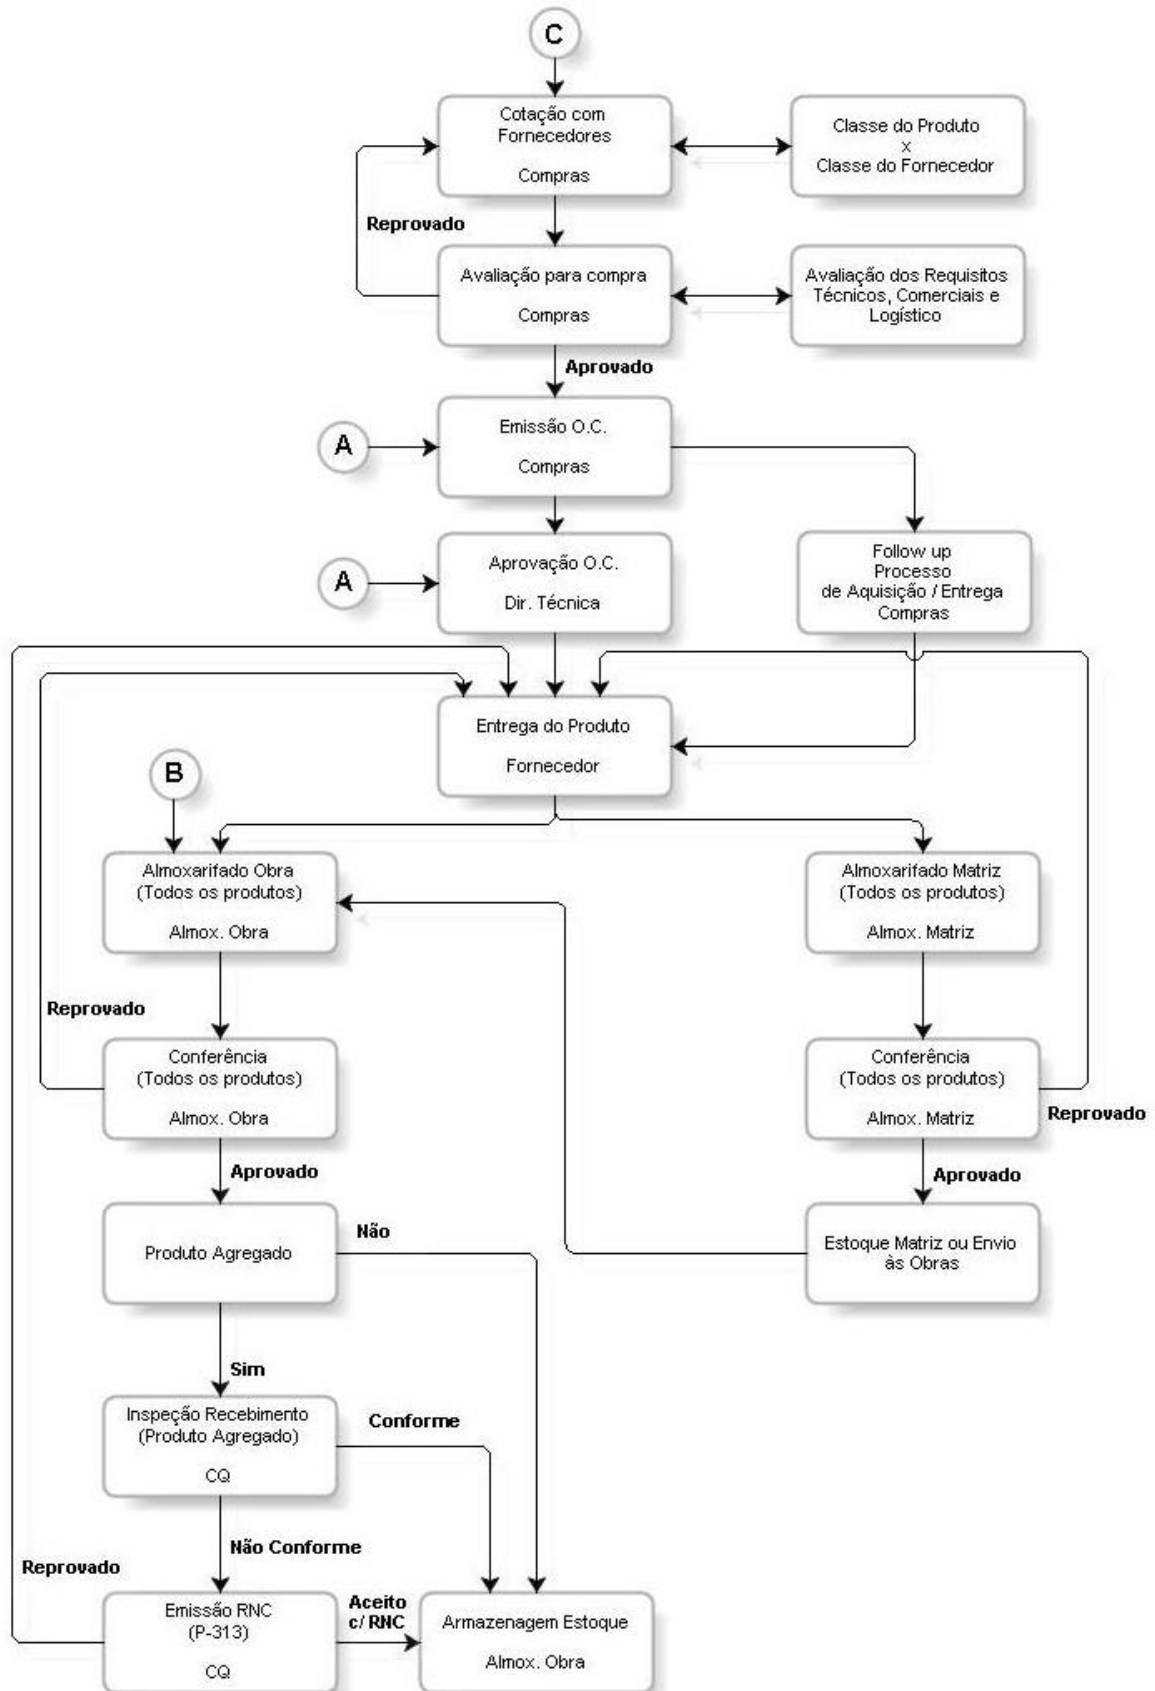 C
Cotação com
Fornecedores
Compras
Classe do Produto
x
Classe do Fornecedor
Reprovado
Avaliação para compra
Compras
Avaliação dos Requisitos
Técnicos, Comerciais e
Logístico
Aprovado
A
Emissão O.C.
Compras
A
Aprovação O.C.
Dir. Técnica
Follow up
Processo
de Aquisição / Entrega
Compras
Entrega do Produto
Fornecedor
B
Almoxarifado Obra
(Todos os produtos)
Almox. Obra
Almoxarifado Matriz
(Todos os produtos)
Almox. Matriz
Reprovado
Conferência
(Todos os produtos)
Almox. Obra
Conferência
(Todos os produtos)
Almox. Matriz
Reprovado
Aprovado
Aprovado
Produto Agregado
Não
Estoque Matriz ou Envio
às Obras
Sim
Inspeção Recebimento
(Produto Agregado)
CQ
Conforme
Não Conforme
Reprovado
Emissão RNC
(P-313)
CQ
Aceito
c/ RNC
Armazenagem Estoque
Almox. Obra